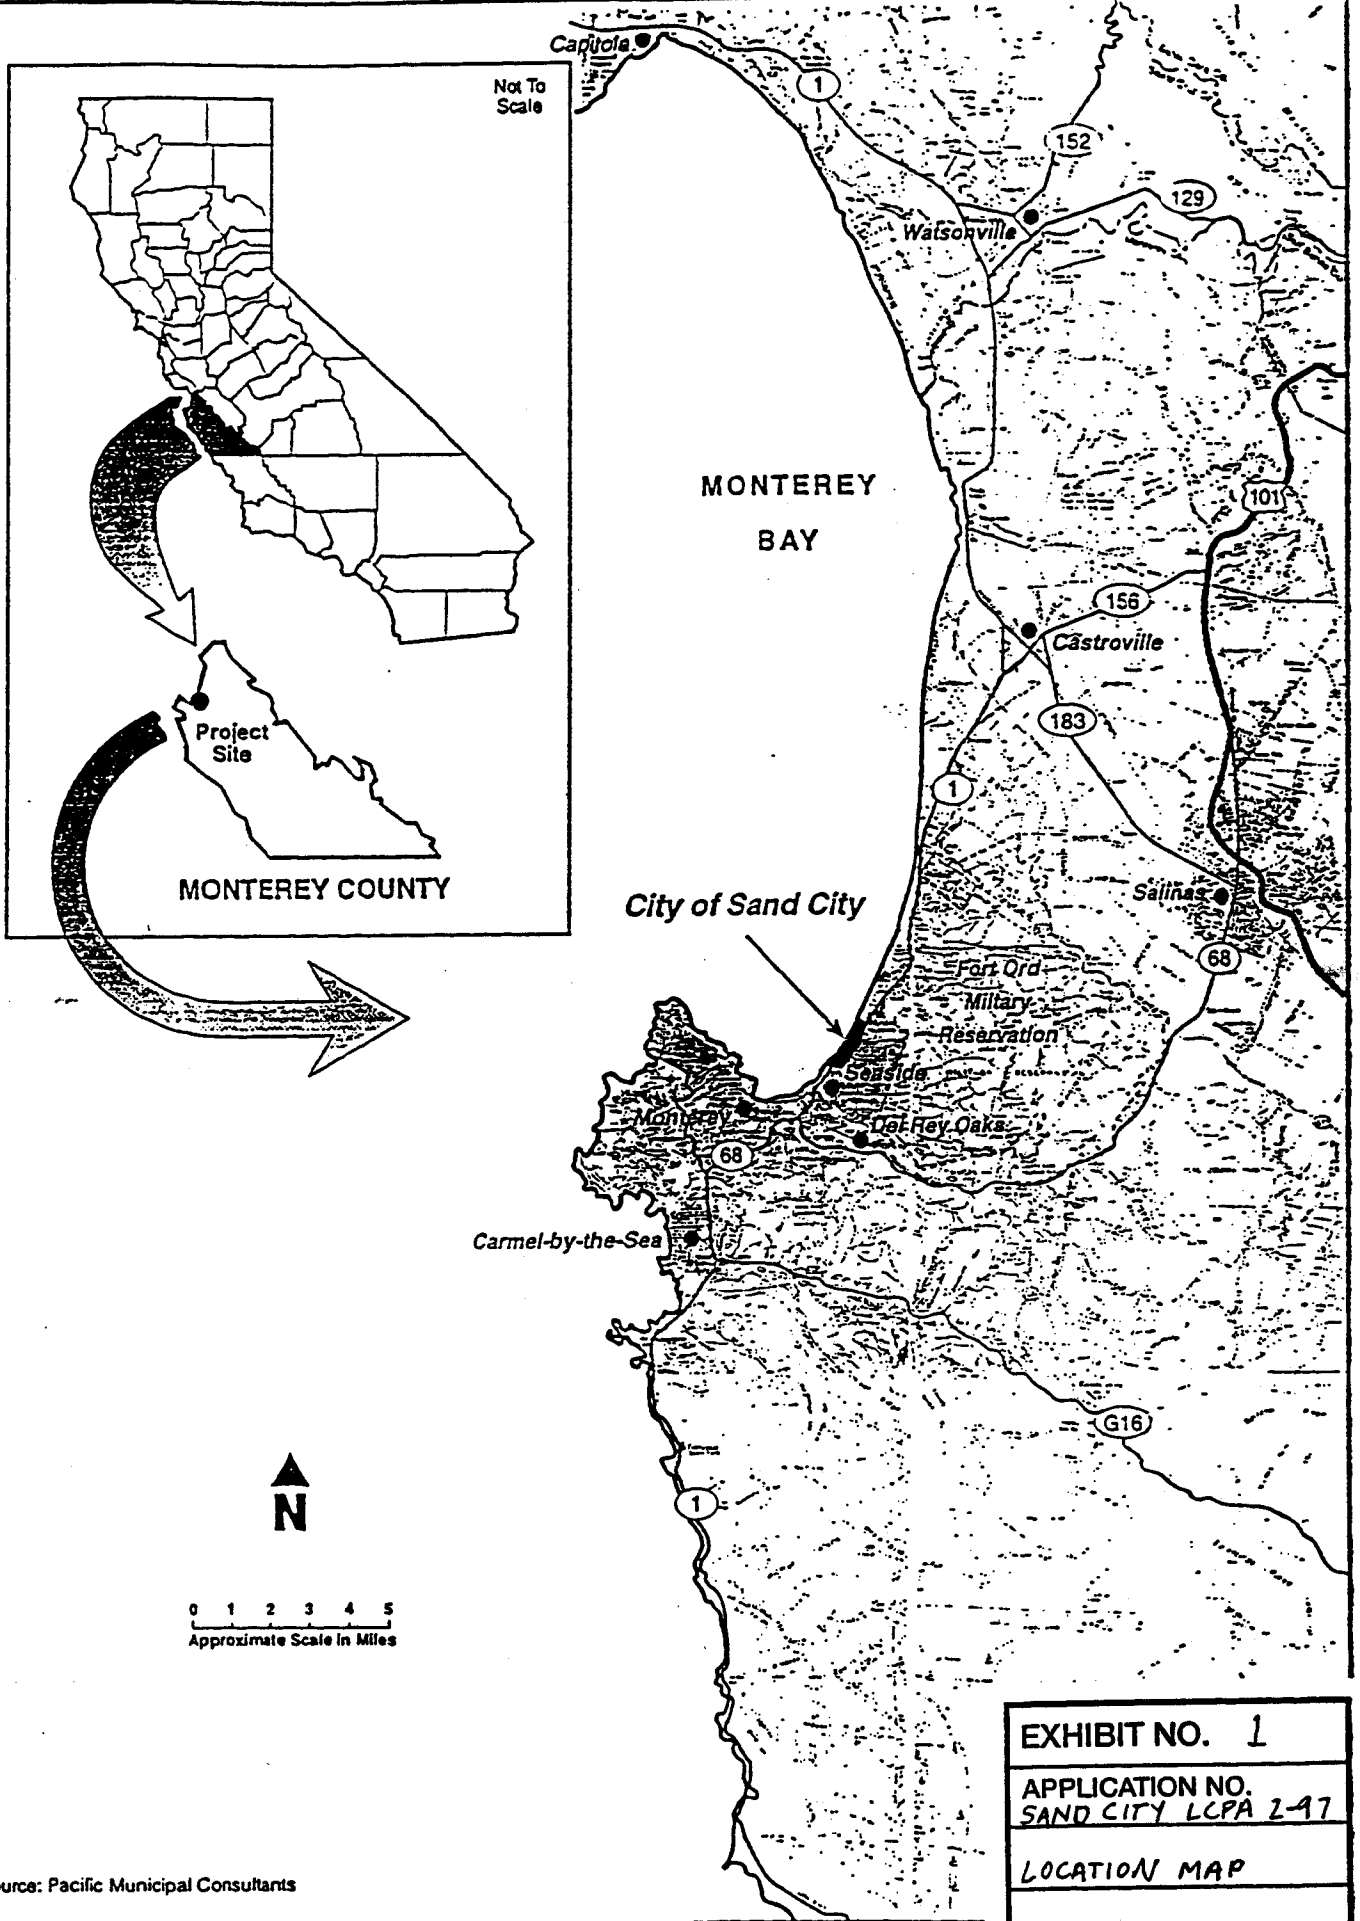 Capitola
Not To
Scale
1
152
129
Watsonville
MONTEREY
BAY
101
156
Castroville
183
1
Project
Site
MONTEREY COUNTY
City of Sand City
Salinas
68
Fort Ord
Miltary
Reservation
Seaside
Monterey
Del Rey Oaks
68
Carmel-by-the-Sea
G16
1
N
0 1 2 3 4 5
Approximate Scale in Miles
EXHIBIT NO. 1
APPLICATION NO.
SAND CITY LCPA 2-97
LOCATION MAP
urce: Pacific Municipal Consultants